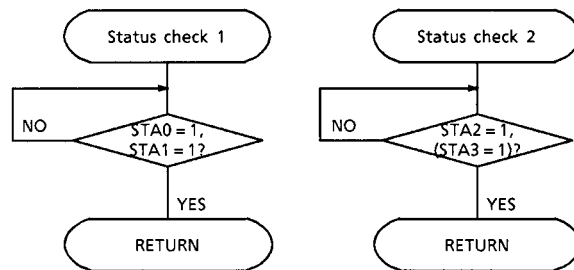 Status check 1
NO
STA0 = 1,
STA1 = 1?
YES
RETURN
Status check 2
NO
STA2 = 1,
(STA3 = 1)?
YES
RETURN